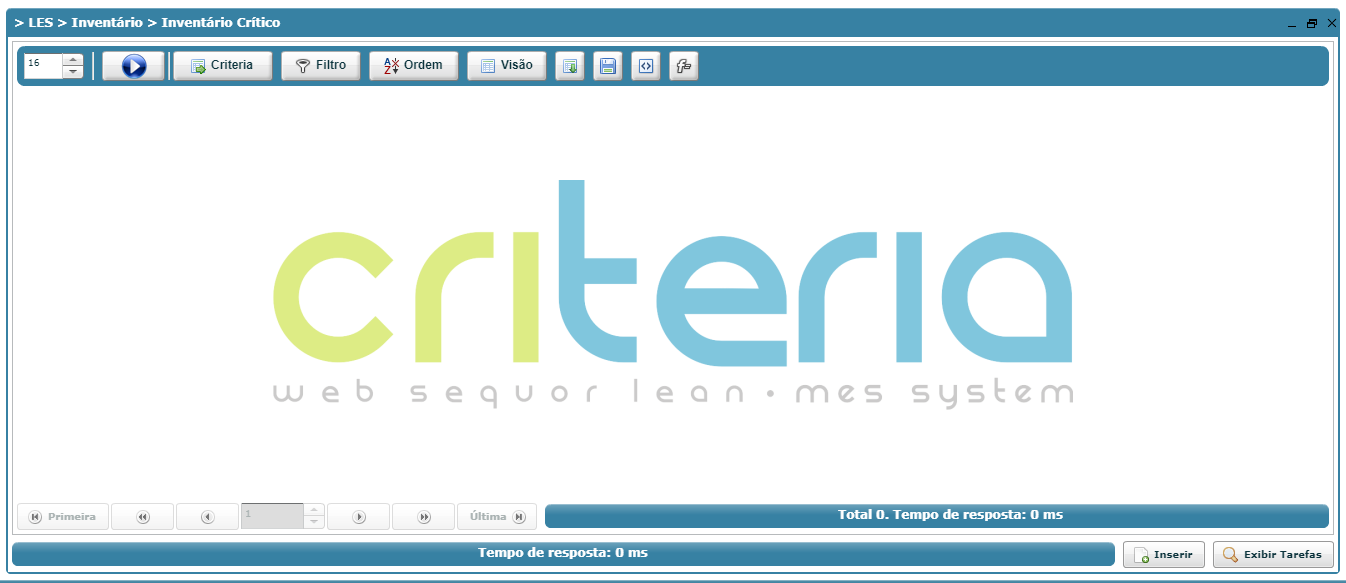 > LES > Inventário > Inventário Crítico
16
Criteria
Filtro
Ordem
Visão
criteria
web sequor lean • mes system
Primeira
1
Última
Total 0. Tempo de resposta: 0 ms
Tempo de resposta: 0 ms
Inserir
Exibir Tarefas